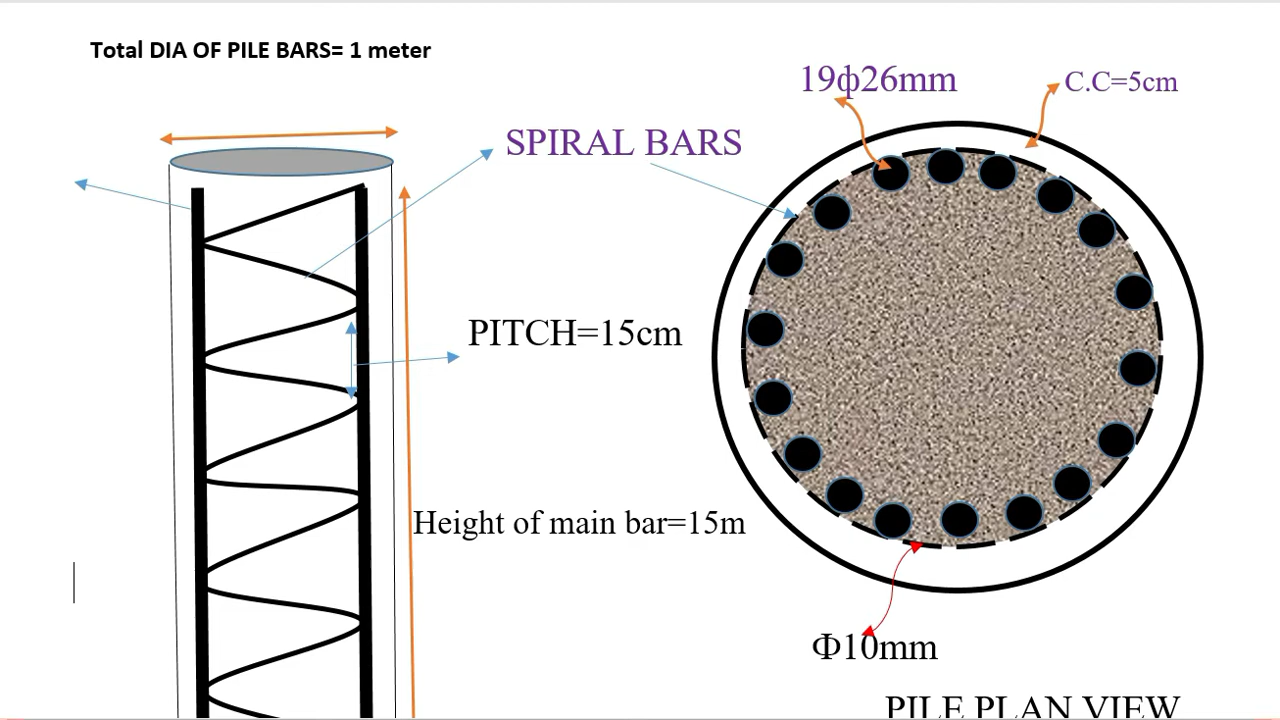 Total DIA OF PILE BARS= 1 meter
19ф26mm
C.C=5cm
SPIRAL BARS
PITCH=15cm
Height of main bar=15m
Φ10mm
PILE PLAN VIEW